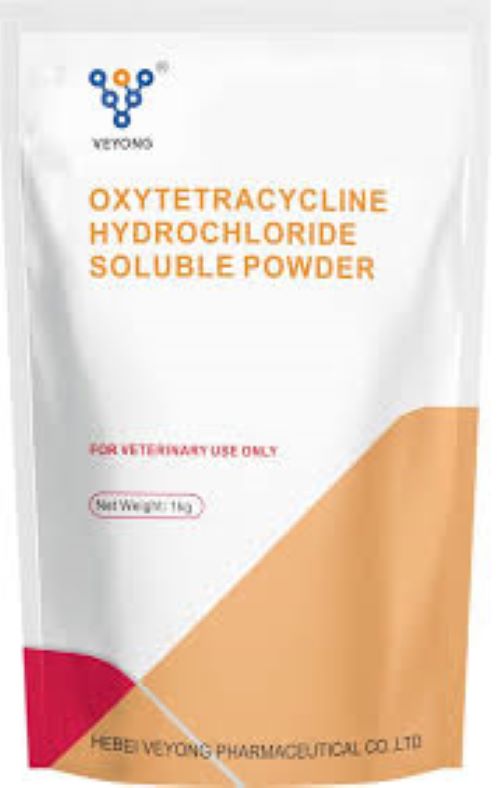 ®
VEYONG
OXYTETRACYCLINE
HYDROCHLORIDE
SOLUBLE POWDER
FOR VETERINARY USE ONLY
Net Weight: 1kg
HEBEI VEYONG PHARMACEUTICAL CO.,LTD